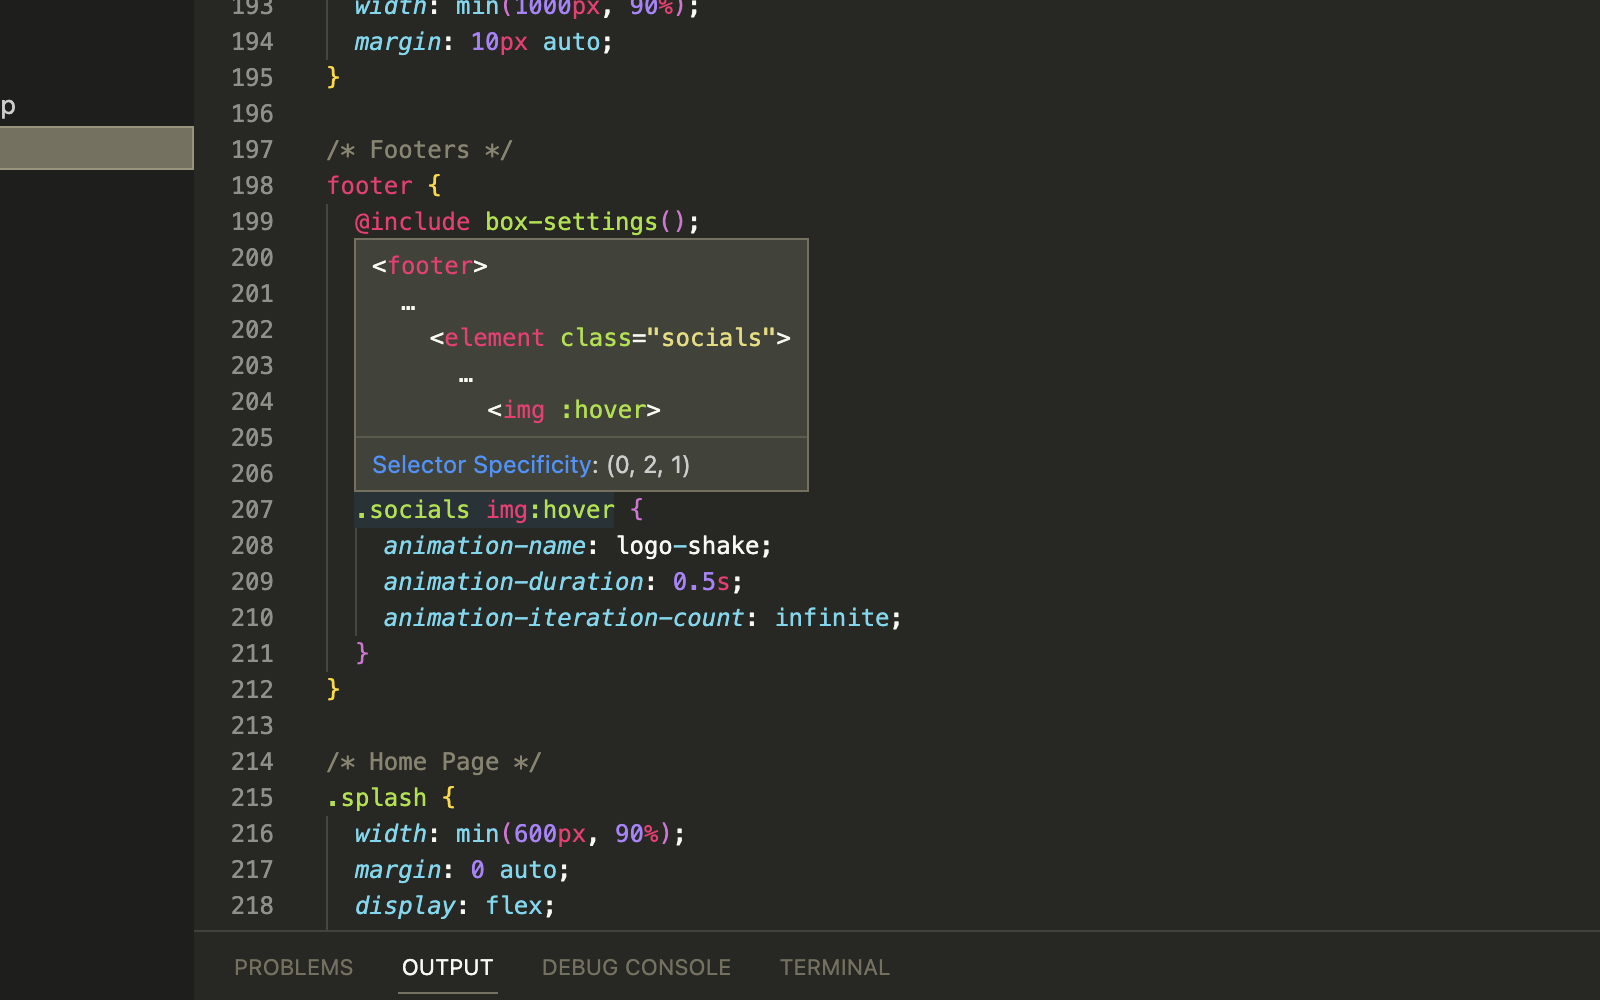 193 width: min(1000px, 90%);
194 margin: 10px auto;
195 }
p
196
197 /* Footers */
198 footer {
199 @include box-settings();
200
<footer>
201
…
202
<element class="socials">
203
…
204
<img :hover>
205
206
Selector Specificity: (0, 2, 1)
207 .socials img:hover {
208 animation-name: logo-shake;
209 animation-duration: 0.5s;
210 animation-iteration-count: infinite;
211 }
212 }
213
214 /* Home Page */
215 .splash {
216 width: min(600px, 90%);
217 margin: 0 auto;
218 display: flex;
PROBLEMS OUTPUT DEBUG CONSOLE TERMINAL